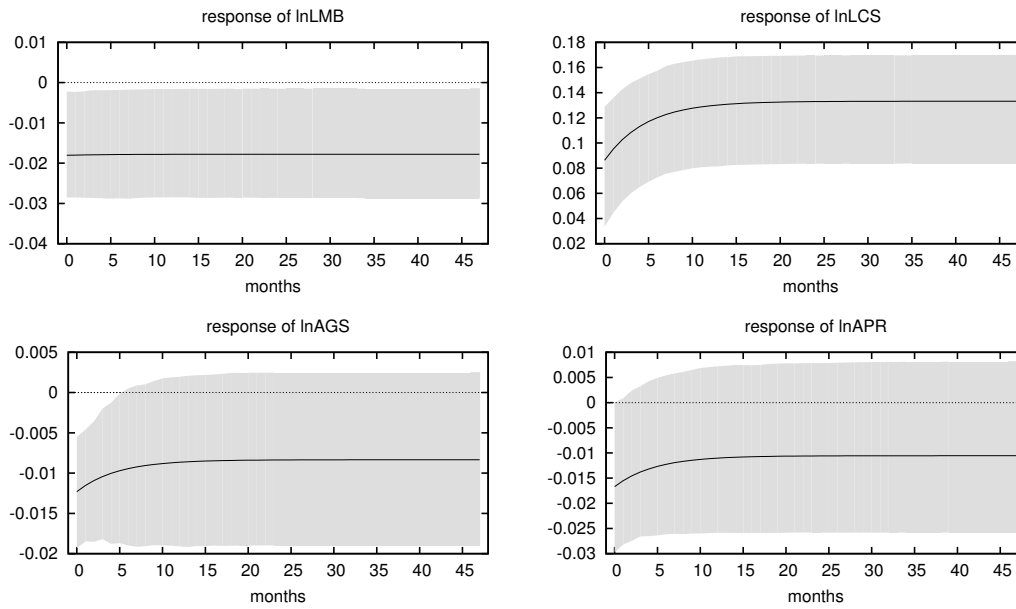 response of lnLMB
0.01
0
-0.01
-0.02
-0.03
-0.04
0 5 10 15 20 25 30 35 40 45
months
response of lnLCS
0.18
0.16
0.14
0.12
0.1
0.08
0.06
0.04
0.02
0 5 10 15 20 25 30 35 40 45
months
response of lnAGS
0.005
0
-0.005
-0.01
-0.015
-0.02
0 5 10 15 20 25 30 35 40 45
months
response of lnAPR
0.01
0.005
0
-0.005
-0.01
-0.015
-0.02
-0.025
-0.03
0 5 10 15 20 25 30 35 40 45
months